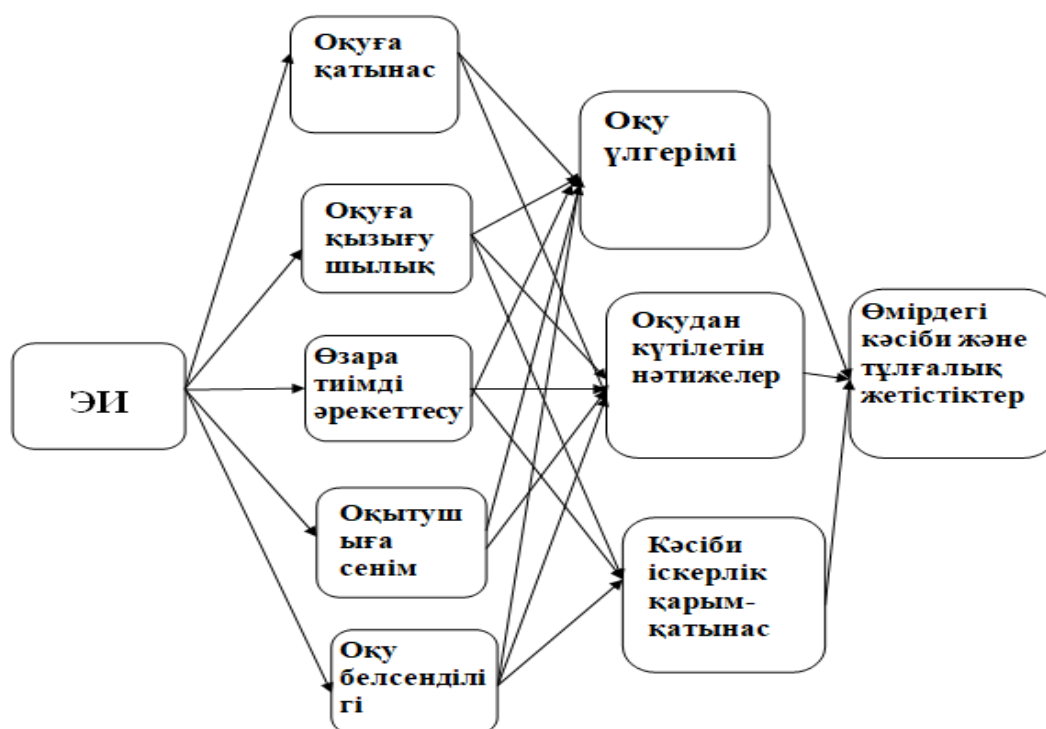 ЭИ
Оқуға
қатынас
Оқуға
қызығу
шылық
Өзара
тиімді
әрекеттесу
Оқытуш
ыға
сенім
Оқу
белсенділі
гі
Оқу
үлгерімі
Оқудан
күтілетін
нәтижелер
Кәсіби
іскерлік
қарым-
қатынас
Өмірдегі
кәсіби және
тұлғалық
жетістіктер